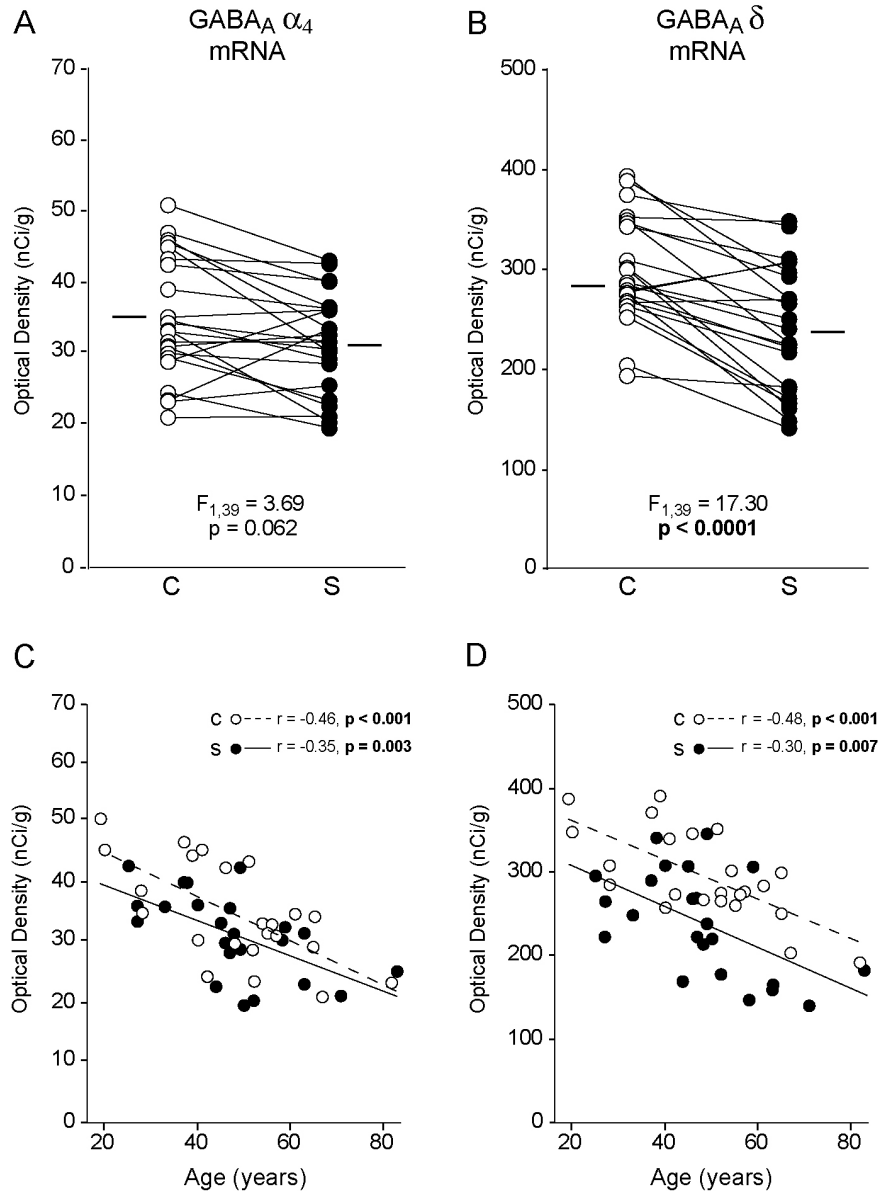 A
GABAA α4
mRNA
Optical Density (nCi/g)
70
60
50
40
30
20
10
0
F1,39 = 3.69
p = 0.062
C S
B
GABAA δ
mRNA
Optical Density (nCi/g)
500
400
300
200
100
0
F1,39 = 17.30
p < 0.0001
C S
C
Optical Density (nCi/g)
70
60
50
40
30
20
10
0
C r = -0.46, p < 0.001
S r = -0.35, p = 0.003
20 40 60 80
Age (years)
D
Optical Density (nCi/g)
500
400
300
200
100
0
C r = -0.48, p < 0.001
S r = -0.30, p = 0.007
20 40 60 80
Age (years)